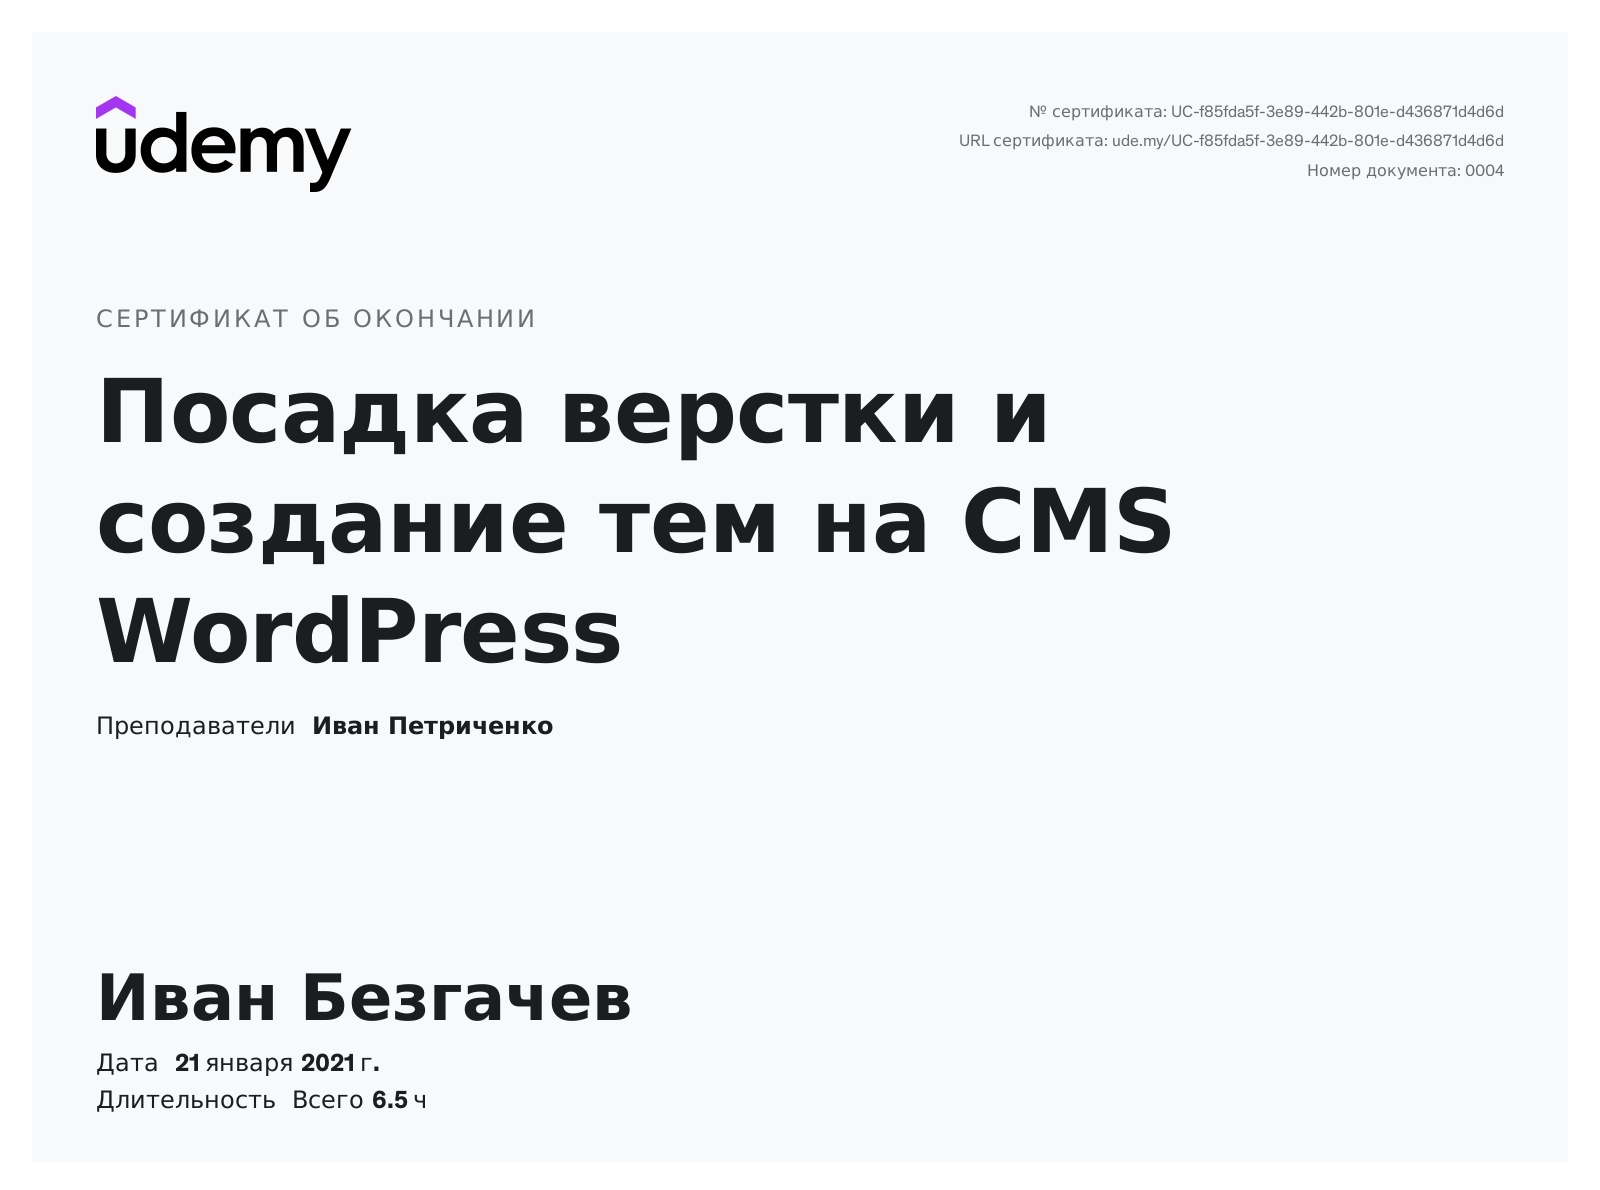 udemy
№ сертификата: UC-f85fda5f-3e89-442b-801e-d436871d4d6d
URL сертификата: ude.my/UC-f85fda5f-3e89-442b-801e-d436871d4d6d
Номер документа: 0004
СЕРТИФИКАТ ОБ ОКОНЧАНИИ
Посадка верстки и
создание тем на CMS
WordPress
Преподаватели Иван Петриченко
Иван Безгачев
Дата 21 января 2021 г.
Длительность Всего 6.5 ч